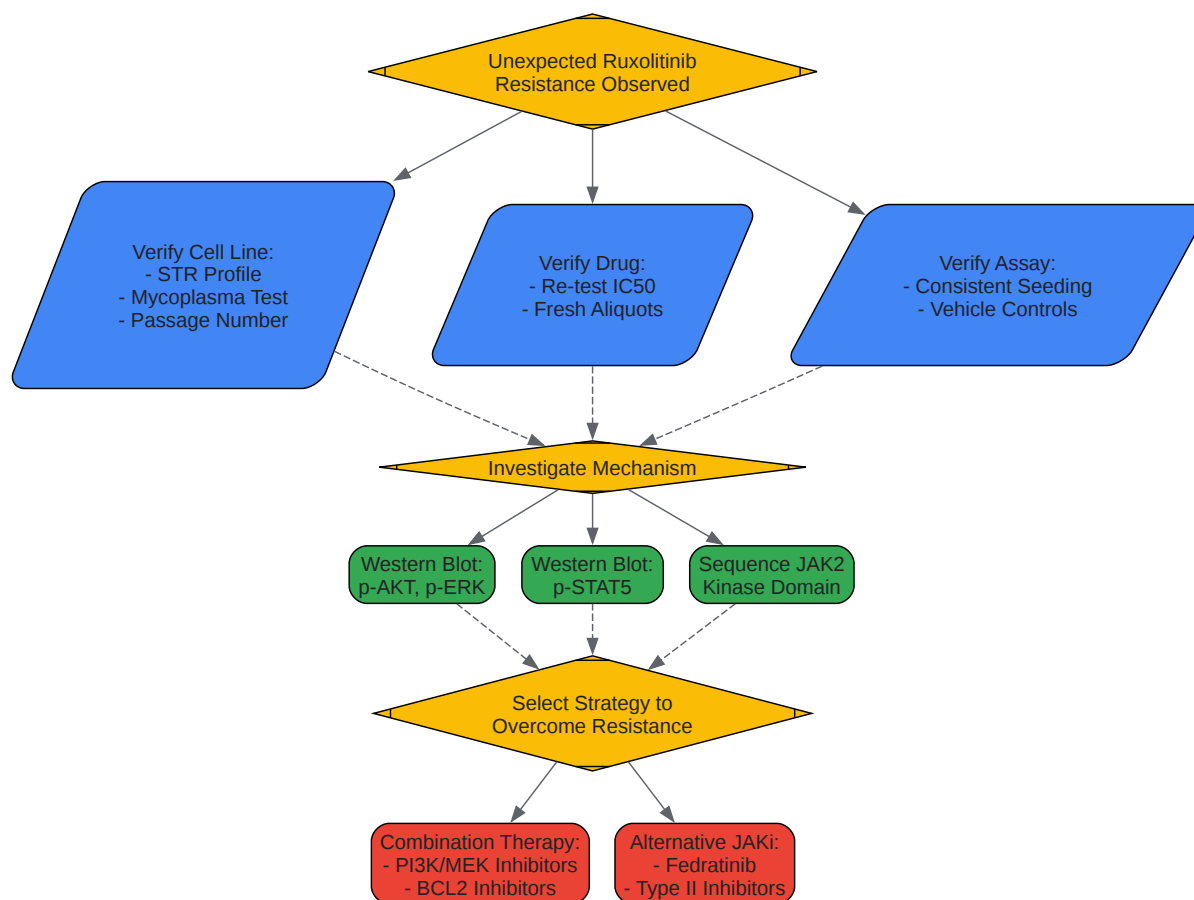 Unexpected Ruxolitinib
Resistance Observed
Verify Cell Line:
- STR Profile
- Mycoplasma Test
- Passage Number
Verify Drug:
- Re-test IC50
- Fresh Aliquots
Verify Assay:
- Consistent Seeding
- Vehicle Controls
Investigate Mechanism
Western Blot:
p-AKT, p-ERK
Western Blot:
p-STAT5
Sequence JAK2
Kinase Domain
Select Strategy to
Overcome Resistance
Combination Therapy:
- PI3K/MEK Inhibitors
- BCL2 Inhibitors
Alternative JAKi:
- Fedratinib
- Type II Inhibitors